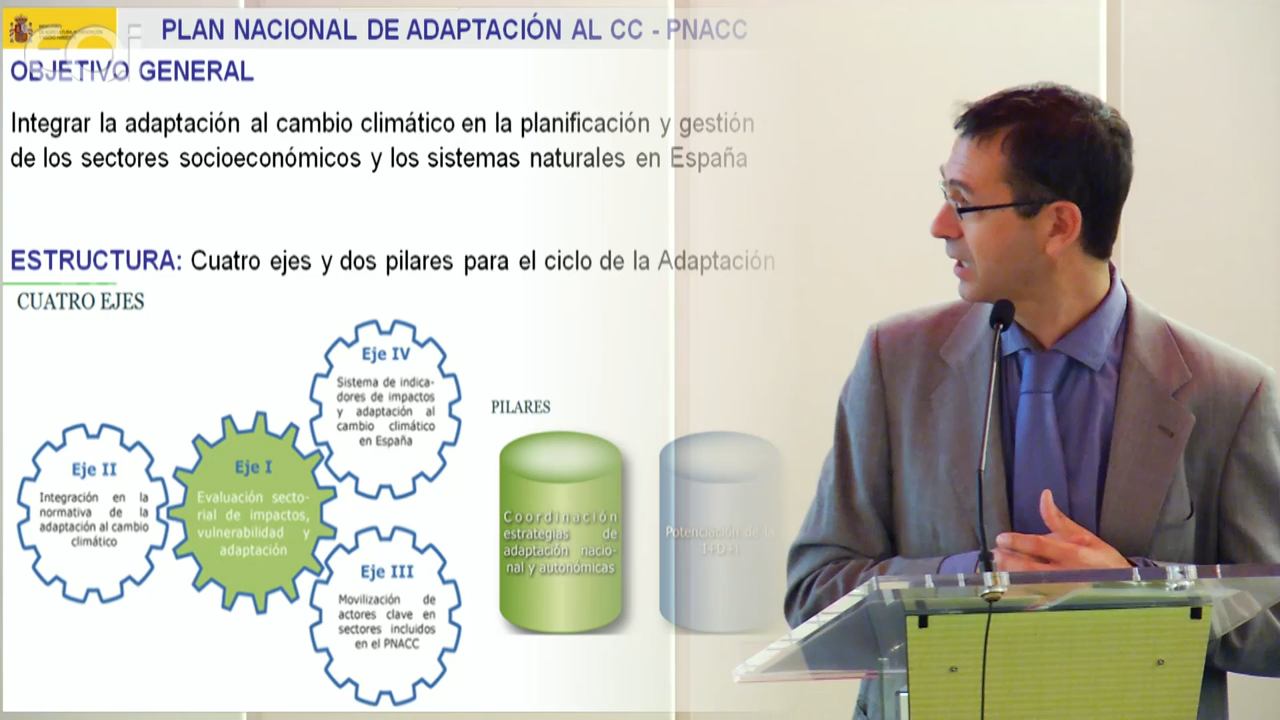 PLAN NACIONAL DE ADAPTACIÓN AL CC - PNACC
OBJETIVO GENERAL
Integrar la adaptación al cambio climático en la planificación y gestión
de los sectores socioeconómicos y los sistemas naturales en España
ESTRUCTURA: Cuatro ejes y dos pilares para el ciclo de la Adaptación
CUATRO EJES
Eje IV
Sistema de indica-
dores de impactos
y adaptación al
cambio climático
en España
Eje II
Integración en la
normativa de la
adaptación al cambio
climático
Eje I
Evaluación secto-
rial de impactos,
vulnerabilidad y
adaptación
Eje III
Movilización de
actores clave en
sectores incluidos
en el PNACC
PILARES
Coordinación
estrategias de
adaptación nacio-
nal y autonómicas
Potenciación de la
I+D+i